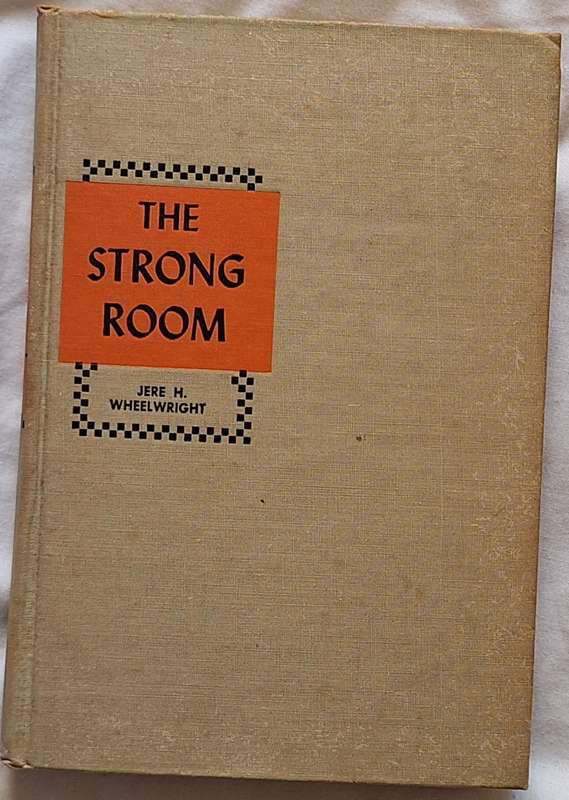 THE
STRONG
ROOM
JERE H.
WHEELWRIGHT